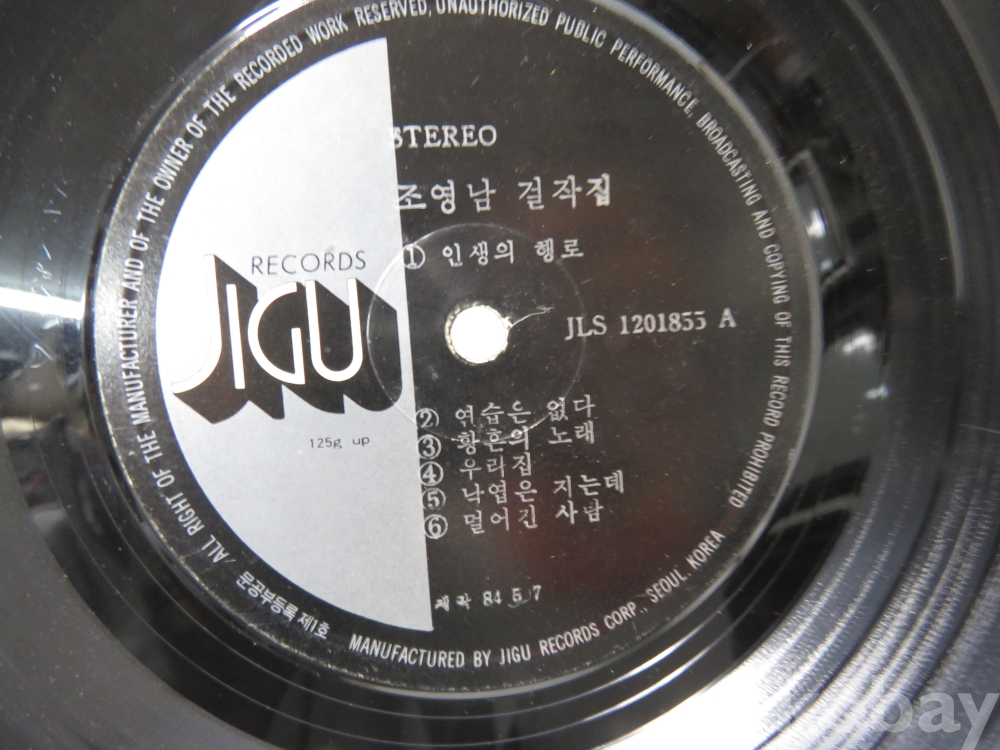 ALL RIGHT OF THE MANUFACTURER AND OF THE OWNER OF THE RECORDED WORK RESERVED, UNAUTHORIZED PUBLIC PERFORMANCE, BROADCASTING AND COPYING OF THIS RECORD PROHIBITED
STEREO
조영남 걸작집
① 인생의 행로
RECORDS
JIGU
JLS 1201855 A
125g up
② 연습은 없다
③ 황혼의 노래
④ 우리집
⑤ 낙엽은 지는데
⑥ 멀어진 사람
제작 84 5 7
문공부등록 제1호
MANUFACTURED BY JIGU RECORDS CORP., SEOUL, KOREA